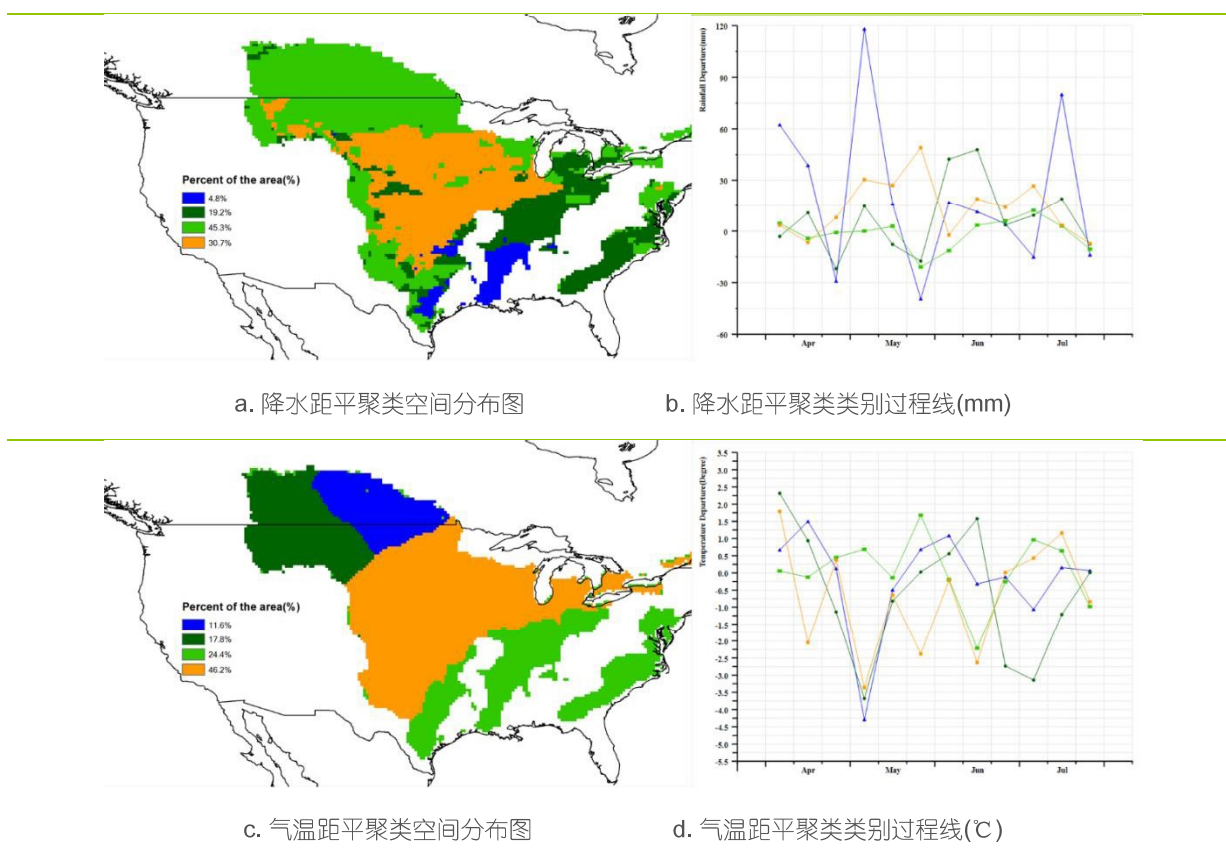 Percent of the area(%)
4.8%
19.2%
45.3%
30.7%
Rainfall Departure(mm)
120
90
60
30
0
-30
-60
Apr
May
Jun
Jul
a. 降水距平聚类空间分布图
b. 降水距平聚类类别过程线(mm)
Percent of the area(%)
11.6%
17.8%
24.4%
46.2%
Temperature Departure(Degree)
3.5
3.0
2.5
2.0
1.5
1.0
0.5
0.0
-0.5
-1.0
-1.5
-2.0
-2.5
-3.0
-3.5
-4.0
-4.5
-5.0
-5.5
Apr
May
Jun
Jul
c. 气温距平聚类空间分布图
d. 气温距平聚类类别过程线(℃)